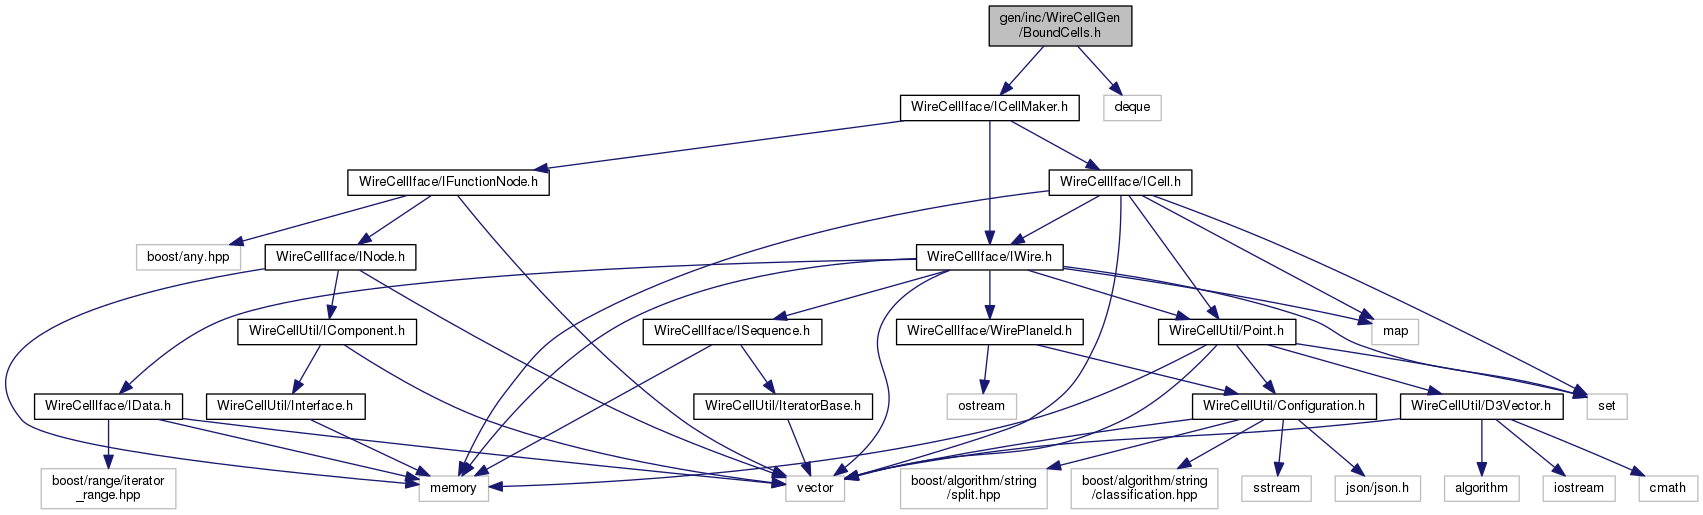 gen/inc/WireCellGen
/BoundCells.h
WireCellIface/ICellMaker.h
deque
WireCellIface/IFunctionNode.h
WireCellIface/ICell.h
boost/any.hpp
WireCellIface/INode.h
WireCellIface/IWire.h
WireCellUtil/IComponent.h
WireCellIface/ISequence.h
WireCellIface/WirePlaneId.h
WireCellUtil/Point.h
map
WireCellIface/IData.h
WireCellUtil/Interface.h
WireCellUtil/IteratorBase.h
ostream
WireCellUtil/Configuration.h
WireCellUtil/D3Vector.h
set
boost/range/iterator
_range.hpp
memory
vector
boost/algorithm/string
/split.hpp
boost/algorithm/string
/classification.hpp
sstream
json/json.h
algorithm
iostream
cmath